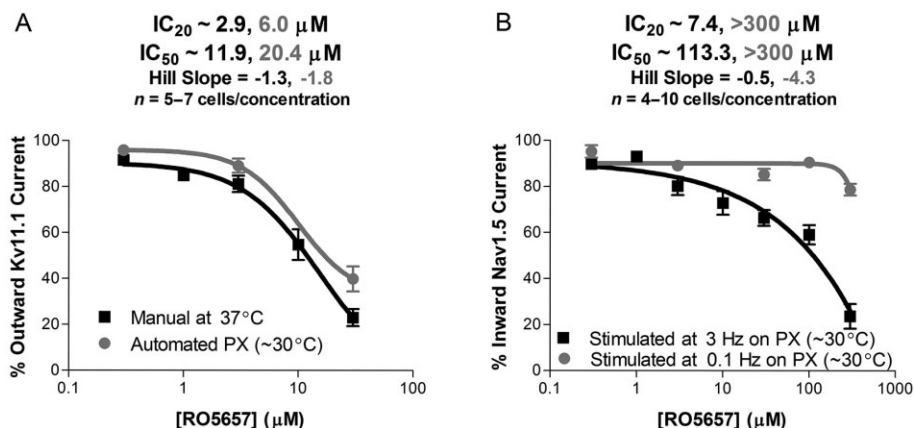 A
IC20 ~ 2.9, 6.0 µM
IC50 ~ 11.9, 20.4 µM
Hill Slope = -1.3, -1.8
n = 5–7 cells/concentration
% Outward Kv11.1 Current
100
80
60
40
20
0
Manual at 37°C
Automated PX (~30°C)
0.1
1
10
100
[RO5657] (µM)
B
IC20 ~ 7.4, >300 µM
IC50 ~ 113.3, >300 µM
Hill Slope = -0.5, -4.3
n = 4–10 cells/concentration
% Inward Nav1.5 Current
100
80
60
40
20
0
Stimulated at 3 Hz on PX (~30°C)
Stimulated at 0.1 Hz on PX (~30°C)
0.1
1
10
100
1000
[RO5657] (µM)